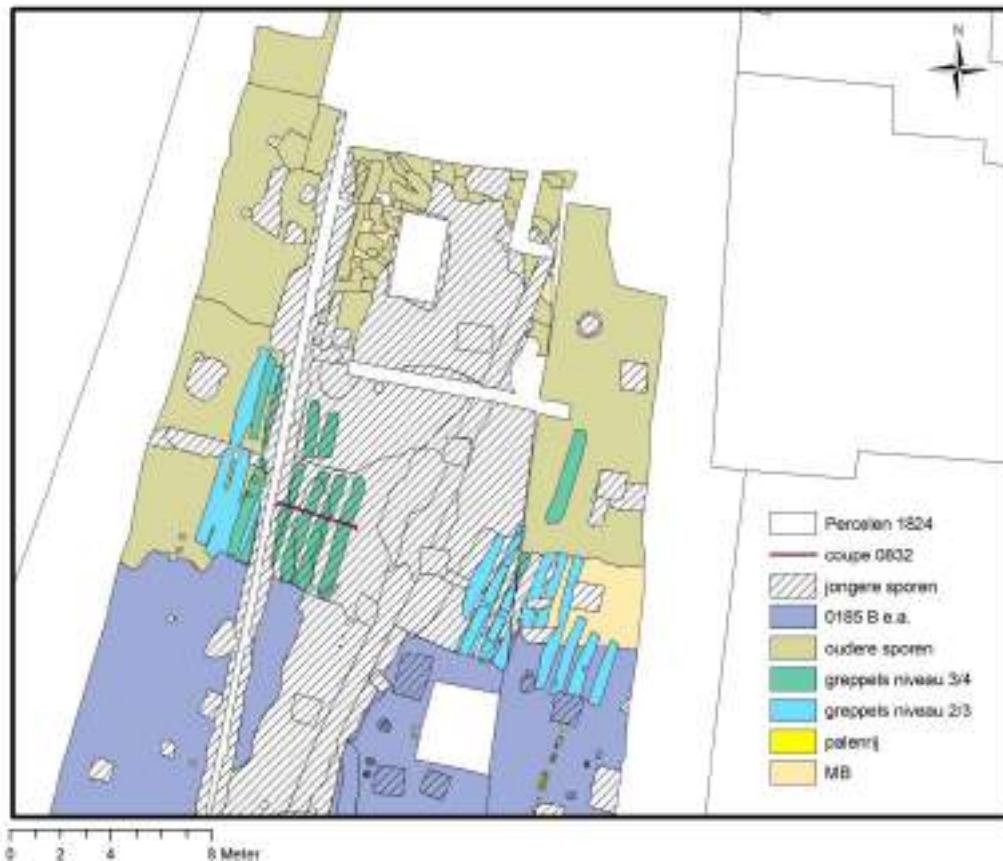 N
Percelen 1824
coupe 0832
jongere sporen
0185 B e.a.
oudere sporen
greppels niveau 3/4
greppels niveau 2/3
palenrij
MB
0 2 4 8 Meter